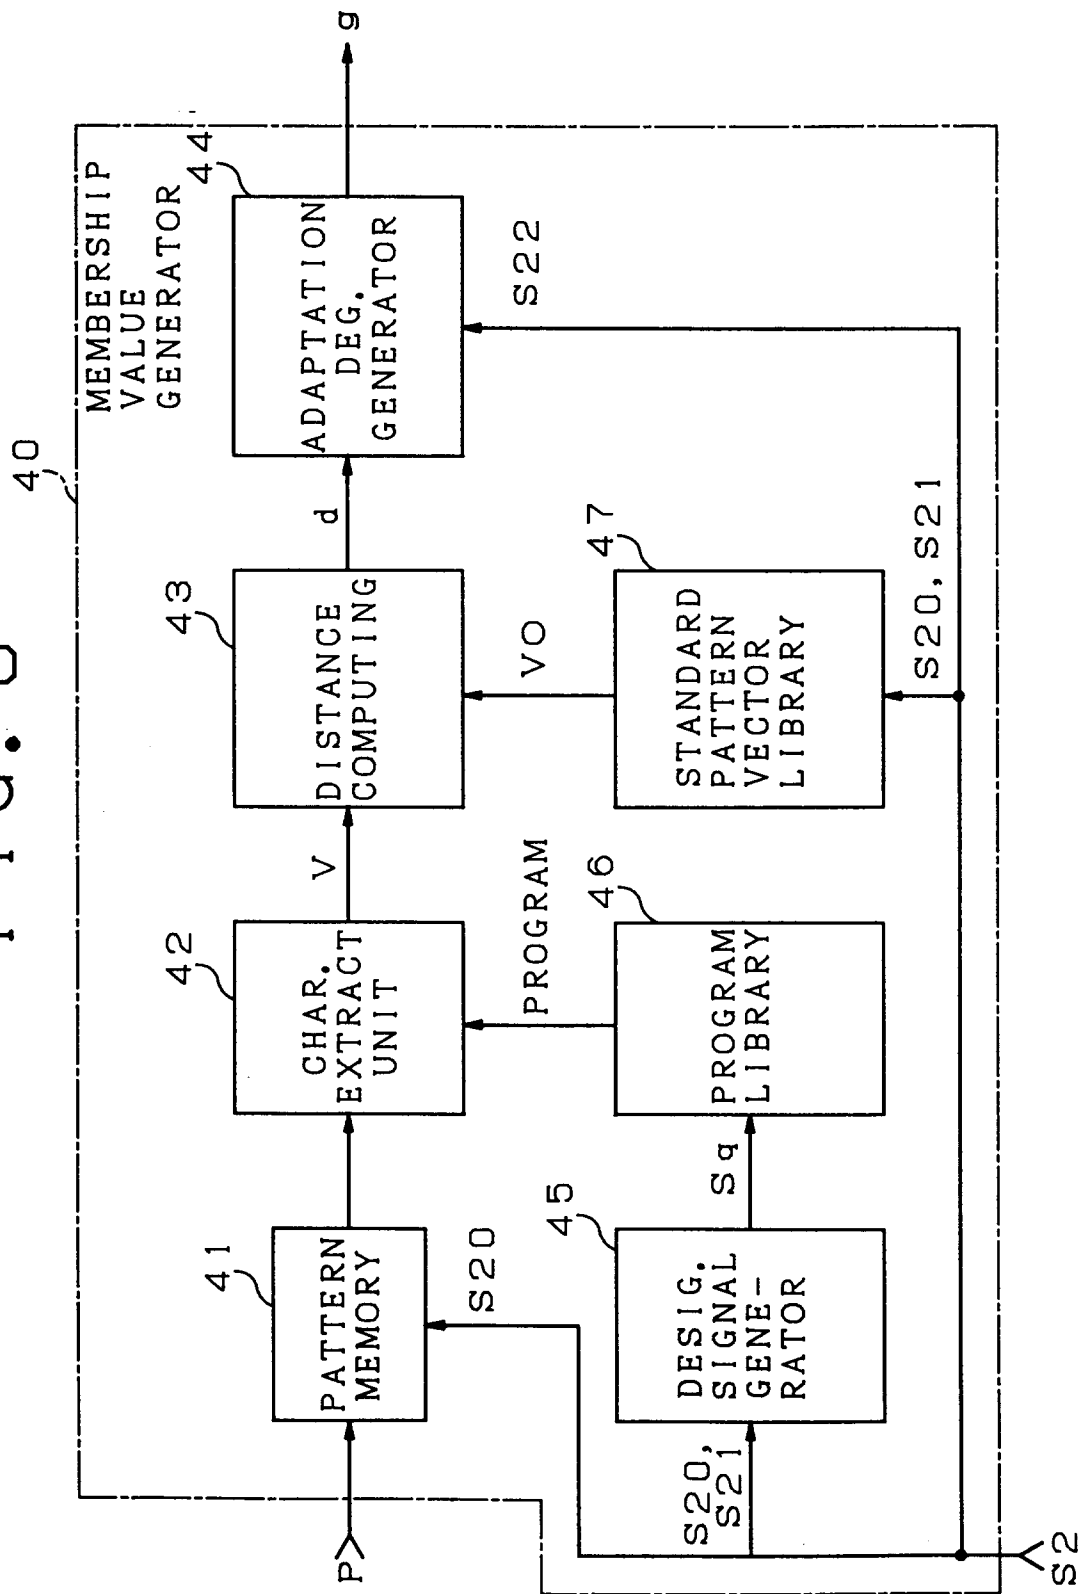 FIG.
40
MEMBERSHIP
VALUE
GENERATOR
P
41
PATTERN
MEMORY
S20
42
CHAR.
EXTRACT
UNIT
V
43
DISTANCE
COMPUTING
d
44
ADAPTATION
DEG.
GENERATOR
g
S22
PROGRAM
VO
45
DESIG.
SIGNAL
GENE-
RATOR
S20,
S21
Sq
46
PROGRAM
LIBRARY
47
STANDARD
PATTERN
VECTOR
LIBRARY
S20, S21
S2